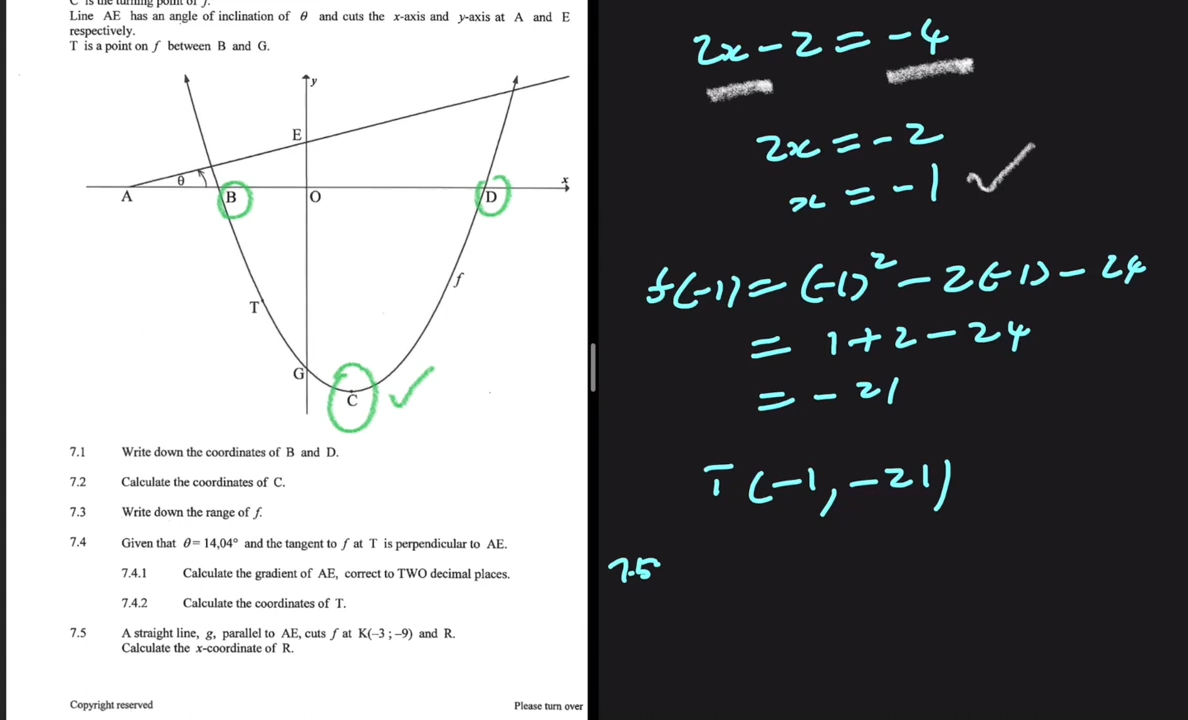 Line AE has an angle of inclination of θ and cuts the x-axis and y-axis at A and E
respectively.
T is a point on f between B and G.
y
E
θ
x
A
B
O
D
T
f
G
C
7.1 Write down the coordinates of B and D.
7.2 Calculate the coordinates of C.
7.3 Write down the range of f.
7.4 Given that θ= 14,04° and the tangent to f at T is perpendicular to AE.
7.4.1 Calculate the gradient of AE, correct to TWO decimal places.
7.4.2 Calculate the coordinates of T.
7.5 A straight line, g, parallel to AE, cuts f at K(–3 ; –9) and R.
Calculate the x-coordinate of R.
Copyright reserved
Please turn over
2x - 2 = -4
2x = -2
x = -1
f(-1) = (-1)² - 2(-1) - 24
= 1 + 2 - 24
= - 21
T (-1, -21)
7.5